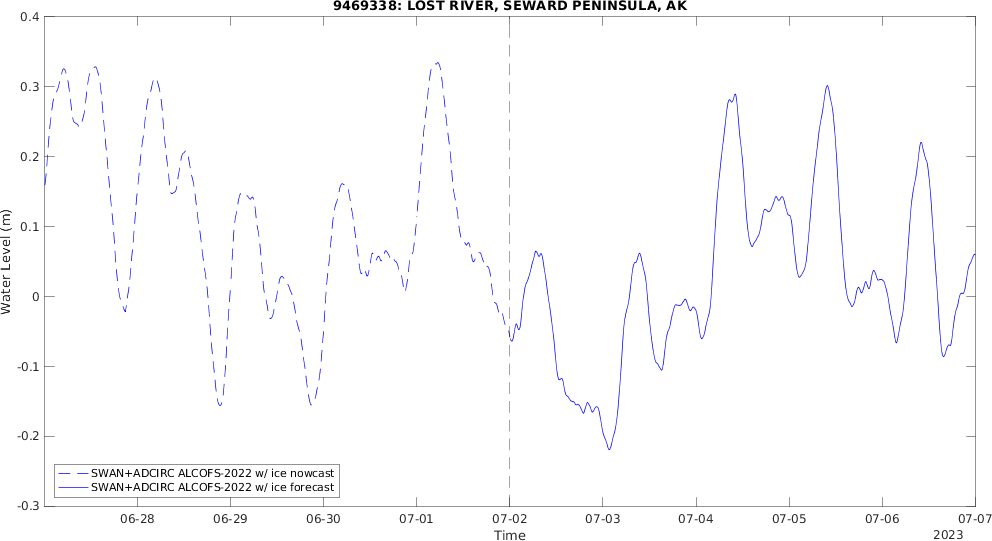 9469338: LOST RIVER, SEWARD PENINSULA, AK
Water Level (m)
0.4
0.3
0.2
0.1
0
-0.1
-0.2
-0.3
SWAN+ADCIRC ALCOFS-2022 w/ ice nowcast
SWAN+ADCIRC ALCOFS-2022 w/ ice forecast
06-28 06-29 06-30 07-01 07-02 07-03 07-04 07-05 07-06 07-07
Time
2023